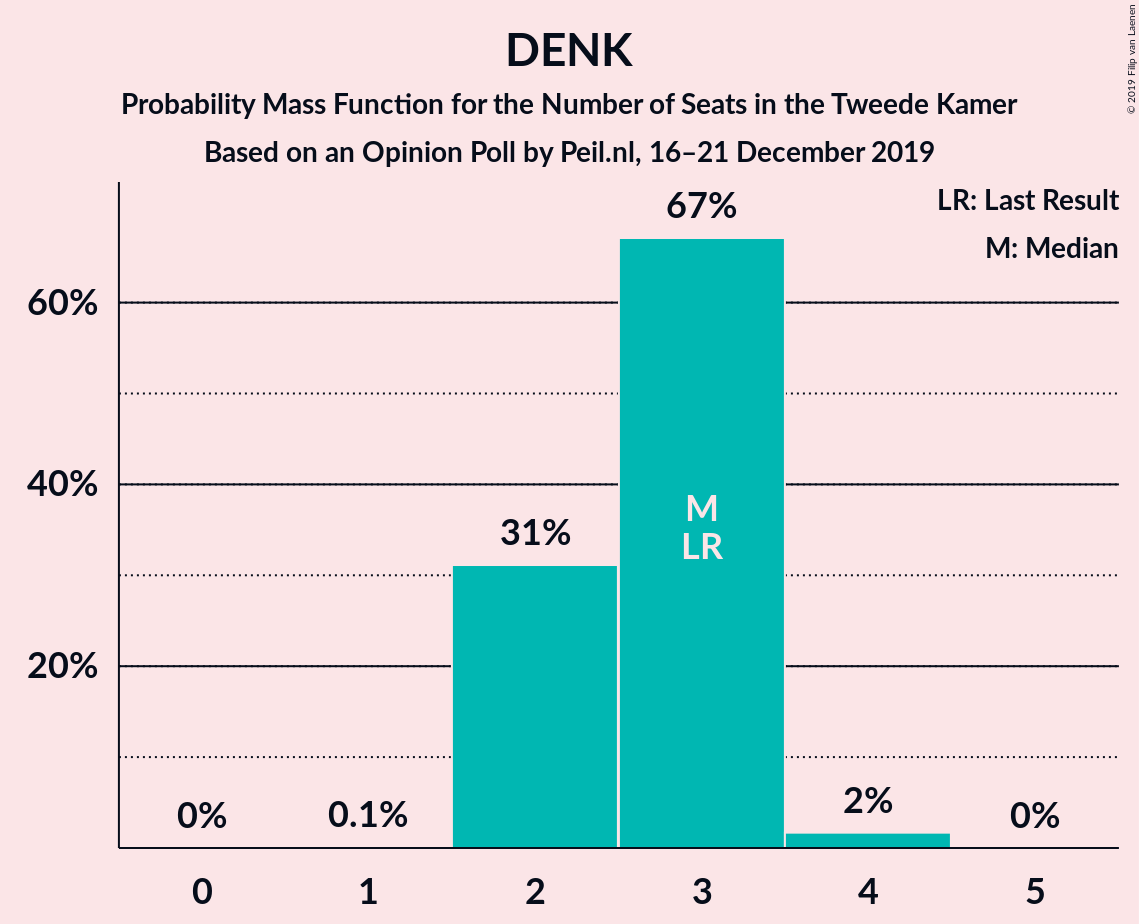 DENK
Probability Mass Function for the Number of Seats in the Tweede Kamer
Based on an Opinion Poll by Peil.nl, 16–21 December 2019
© 2019 Filip van Laenen
LR: Last Result
M: Median
67%
60%
40%
M
31%
LR
20%
2%
0%
0.1%
0%
0
1
2
3
4
5